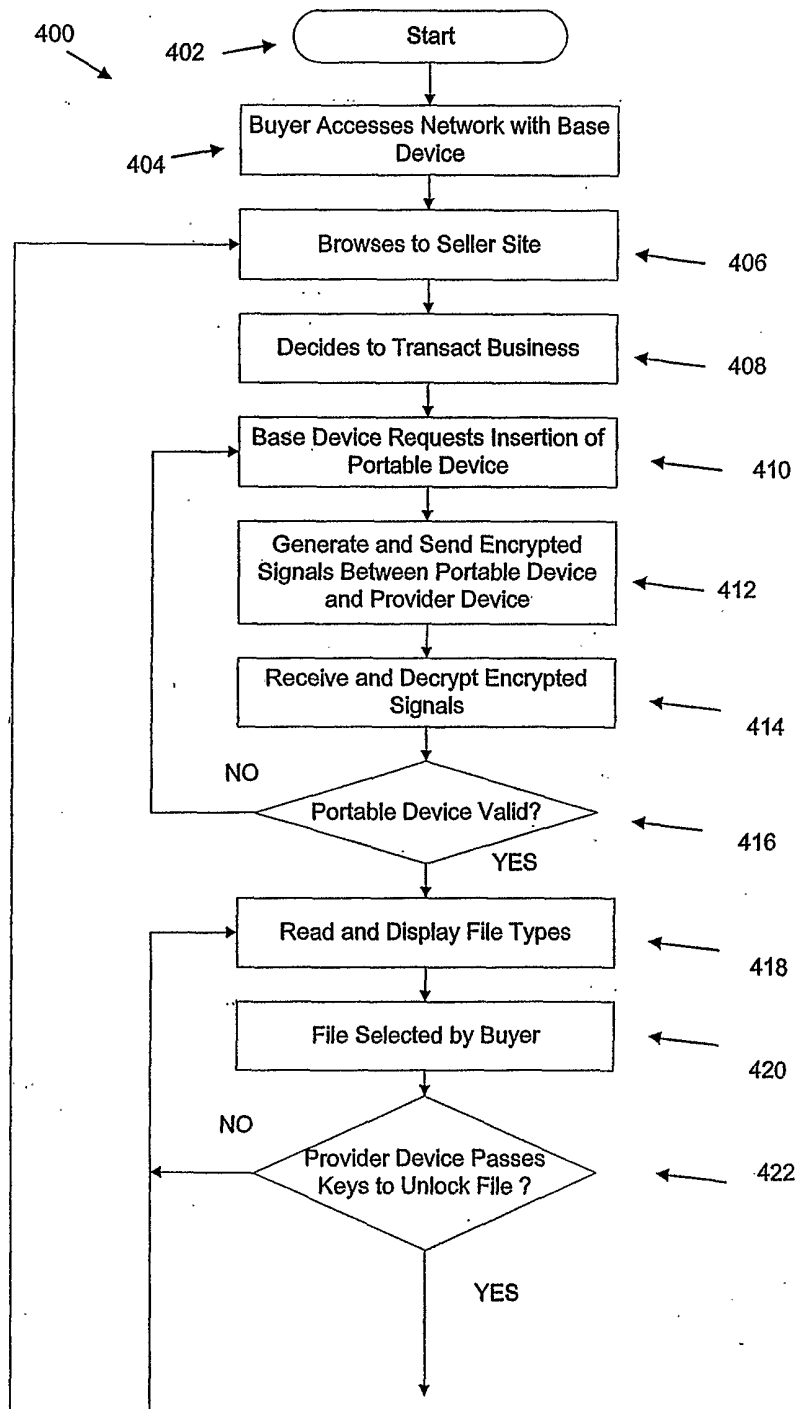 400
402
Start
Buyer Accesses Network with Base
Device
404
Browses to Seller Site
406
Decides to Transact Business
408
Base Device Requests Insertion of
Portable Device
410
Generate and Send Encrypted
Signals Between Portable Device
and Provider Device
412
Receive and Decrypt Encrypted
Signals
414
NO
Portable Device Valid?
416
YES
Read and Display File Types
418
File Selected by Buyer
420
NO
Provider Device Passes
Keys to Unlock File ?
422
YES